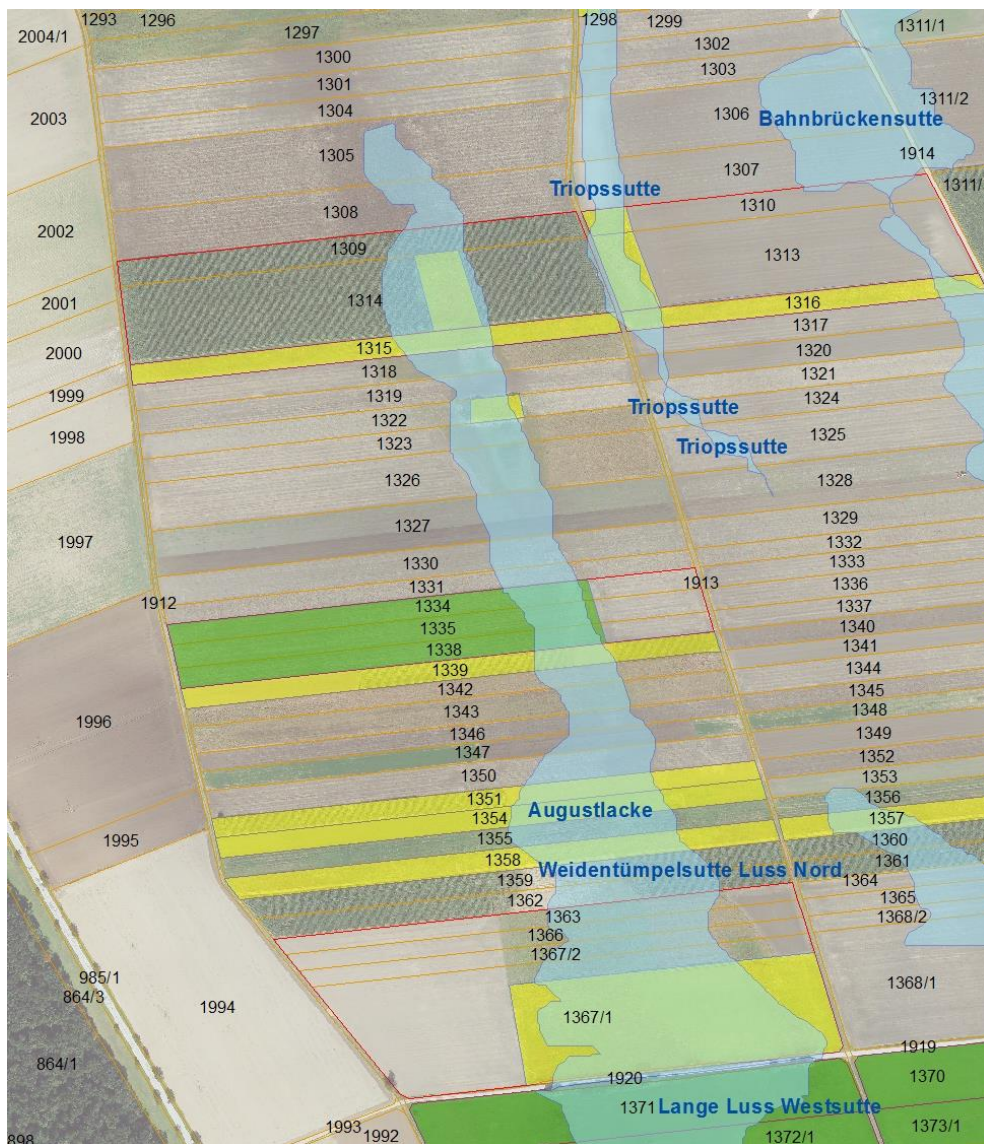 1293 1296 1298 1299 1311/1
2004/1 1297
1300 1302
1301 1303
2003 1304 1306 1311/2
Bahnbrückensutte
1305 1307 1914
Triopssutte 1311/
2002 1308 1310
1309 1313
2001 1314 1316
1315 1317
2000 1318 1320
1999 1319 1321
1322 1324
Triopssutte
1998 1323 1325
Triopssutte
1326 1328
1997 1327 1329
1330 1332
1331 1333
1912 1334 1913 1336
1335 1337
1338 1340
1339 1341
1342 1344
1996 1343 1345
1346 1348
1347 1349
1350 1352
1351 1353
1354 Augustlacke 1356
1995 1355 1357
1358 1360
Weidentümpelsutte Luss Nord
1359 1361
1362 1364
1363 1365
1366 1368/2
1367/2
985/1
864/3 1994 1367/1 1368/1
864/1 1919
1920 1370
1371 Lange Luss Westsutte
1993 1373/1
898 1992 1372/1